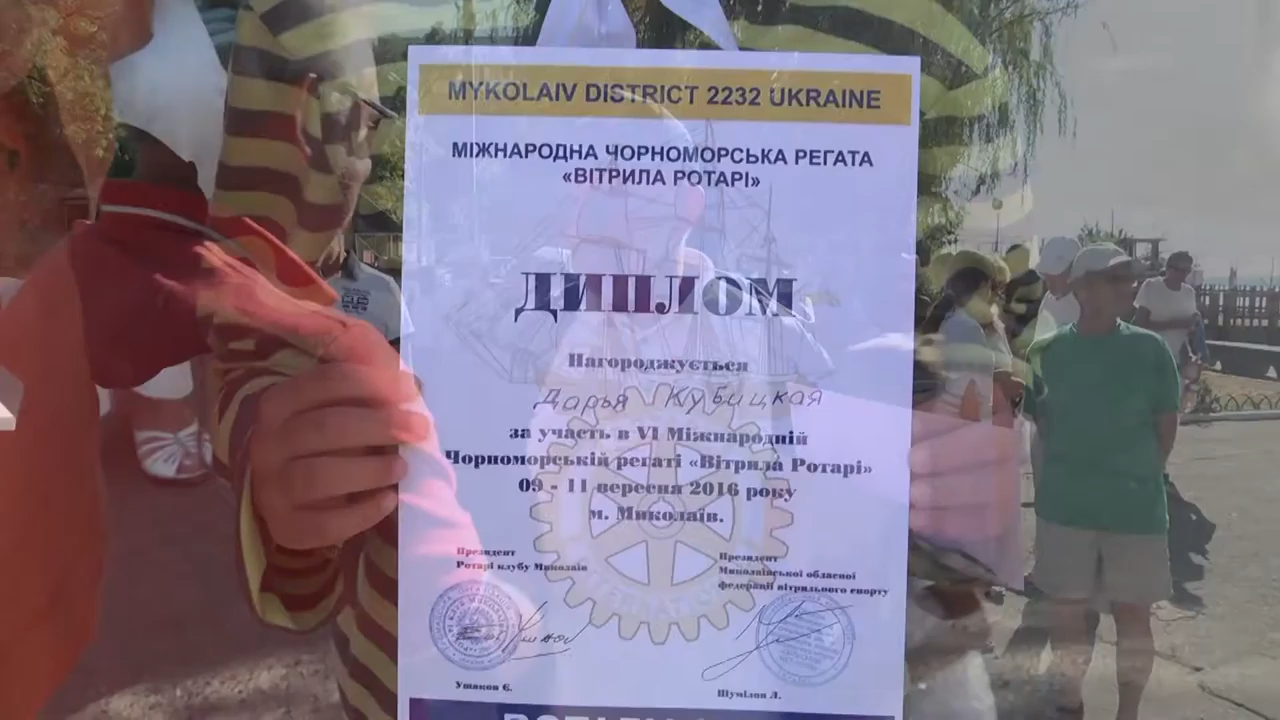 MYKOLAIV DISTRICT 2232 UKRAINE
МІЖНАРОДНА ЧОРНОМОРСЬКА РЕГАТА
«ВІТРИЛА РОТАРІ»
ДИПЛОМ
Нагороджується
Дарья Кубицкая
за участь в VI Міжнародній
Чорноморській регаті «Вітрила Ротарі»
09 - 11 вересня 2016 року
м. Миколаїв.
Президент
Ротарі клубу Миколаїв
Ушаков Є.
Президент
Миколаївської обласної
федерації вітрильного спорту
Шумілов Л.